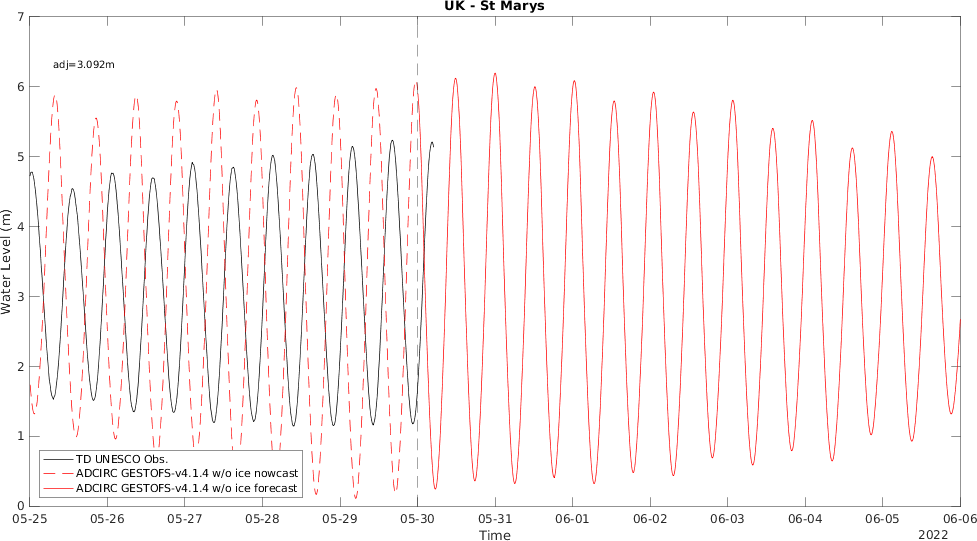 UK - St Marys
7
6
5
4
3
2
1
0
Water Level (m)
adj=3.092m
TD UNESCO Obs.
ADCIRC GESTOFS-v4.1.4 w/o ice nowcast
ADCIRC GESTOFS-v4.1.4 w/o ice forecast
05-25 05-26 05-27 05-28 05-29 05-30 05-31 06-01 06-02 06-03 06-04 06-05 06-06
Time
2022